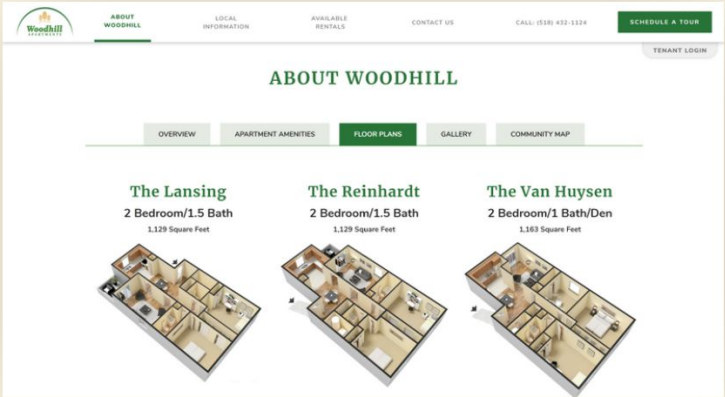 Woodhill
APARTMENTS
ABOUT
WOODHILL
LOCAL
INFORMATION
AVAILABLE
RENTALS
CONTACT US
CALL: (518) 432-1124
SCHEDULE A TOUR
TENANT LOGIN
ABOUT WOODHILL
OVERVIEW
APARTMENT AMENITIES
FLOOR PLANS
GALLERY
COMMUNITY MAP
The Lansing
2 Bedroom/1.5 Bath
1,129 Square Feet
The Reinhardt
2 Bedroom/1.5 Bath
1,129 Square Feet
The Van Huysen
2 Bedroom/1 Bath/Den
1,163 Square Feet